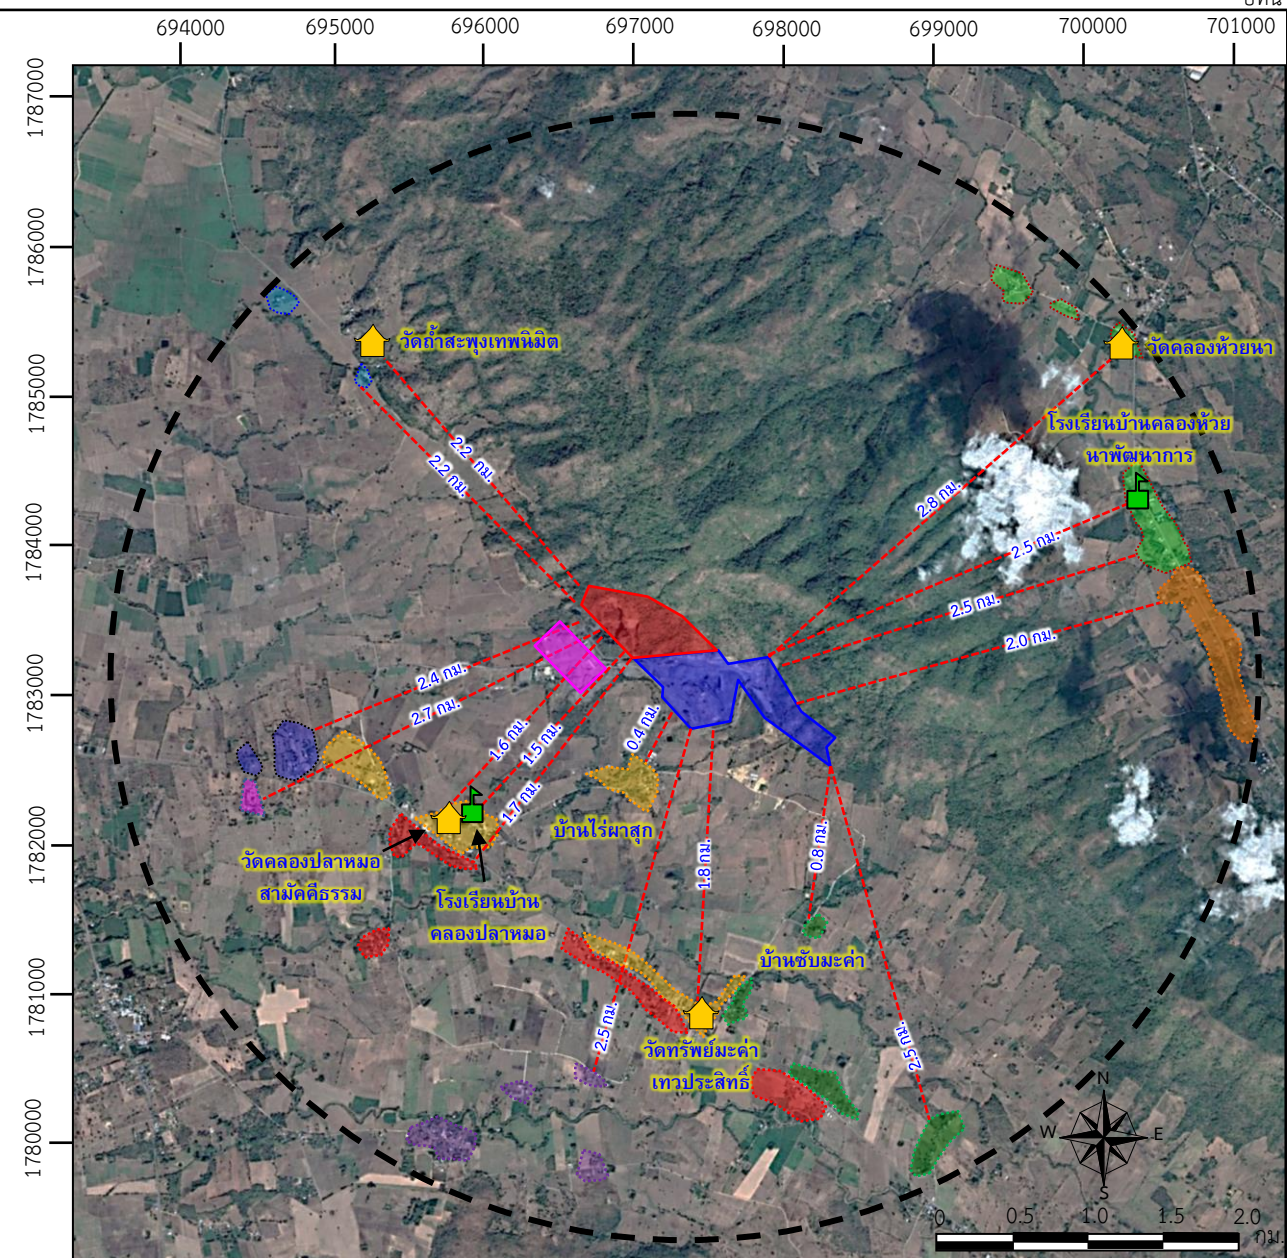 694000 695000 696000 697000 698000 699000 700000 701000
1787000
1786000
1785000
1784000
1783000
1782000
1781000
1780000
วัดถ้ำสะพุงเทพนิมิต
วัดคลองห้วยนา
โรงเรียนบ้านคลองห้วย
นาพัฒนาการ
2.2 กม.
2.2 กม.
2.8 กม.
2.5 กม.
2.5 กม.
2.0 กม.
2.4 กม.
2.7 กม.
1.6 กม.
1.5 กม.
1.7 กม.
0.4 กม.
บ้านไร่ผาสุก
1.8 กม.
0.8 กม.
วัดคลองปลาหมอ
สามัคคีธรรม
โรงเรียนบ้าน
คลองปลาหมอ
บ้านซับมะค่า
2.5 กม.
2.5 กม.
วัดทรัพย์มะค่า
เทวประสิทธิ์
N
W E
S
0 0.5 1.0 1.5 2.0
กม.